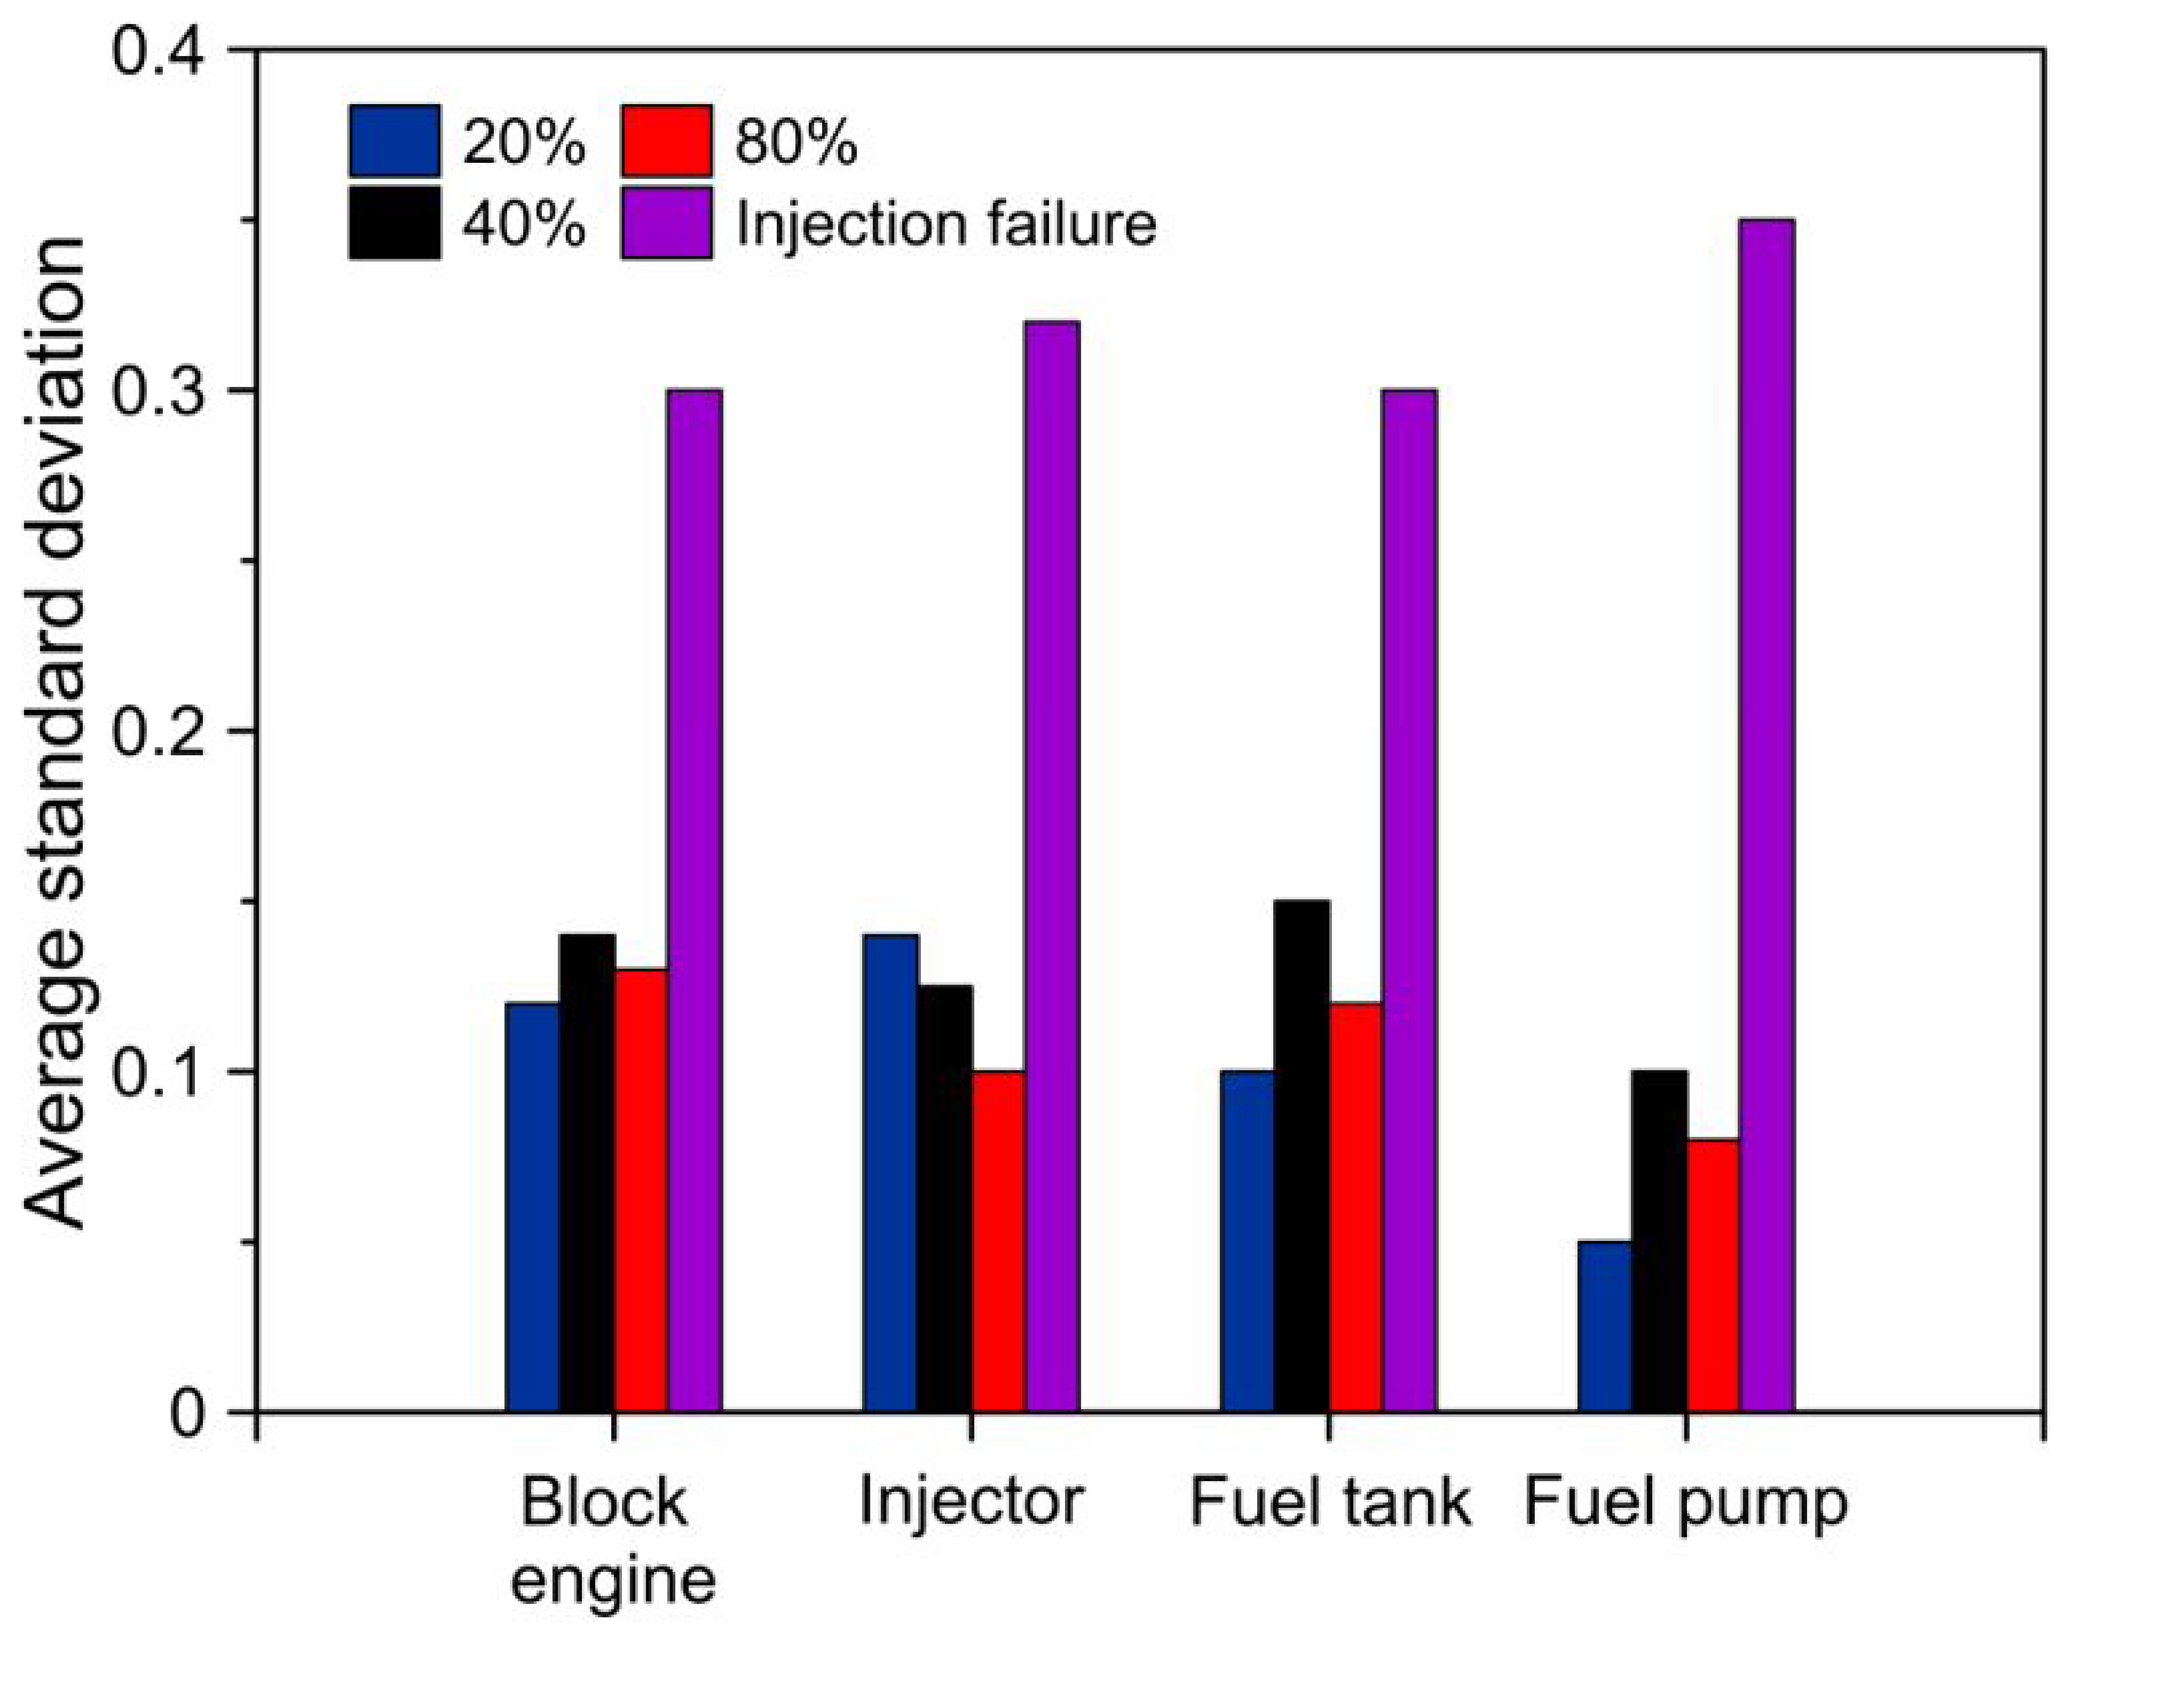 0.4
20% 80%
40% Injection failure
0.3
0.2
0.1
0
Average standard deviation
Block engine
Injector
Fuel tank
Fuel pump